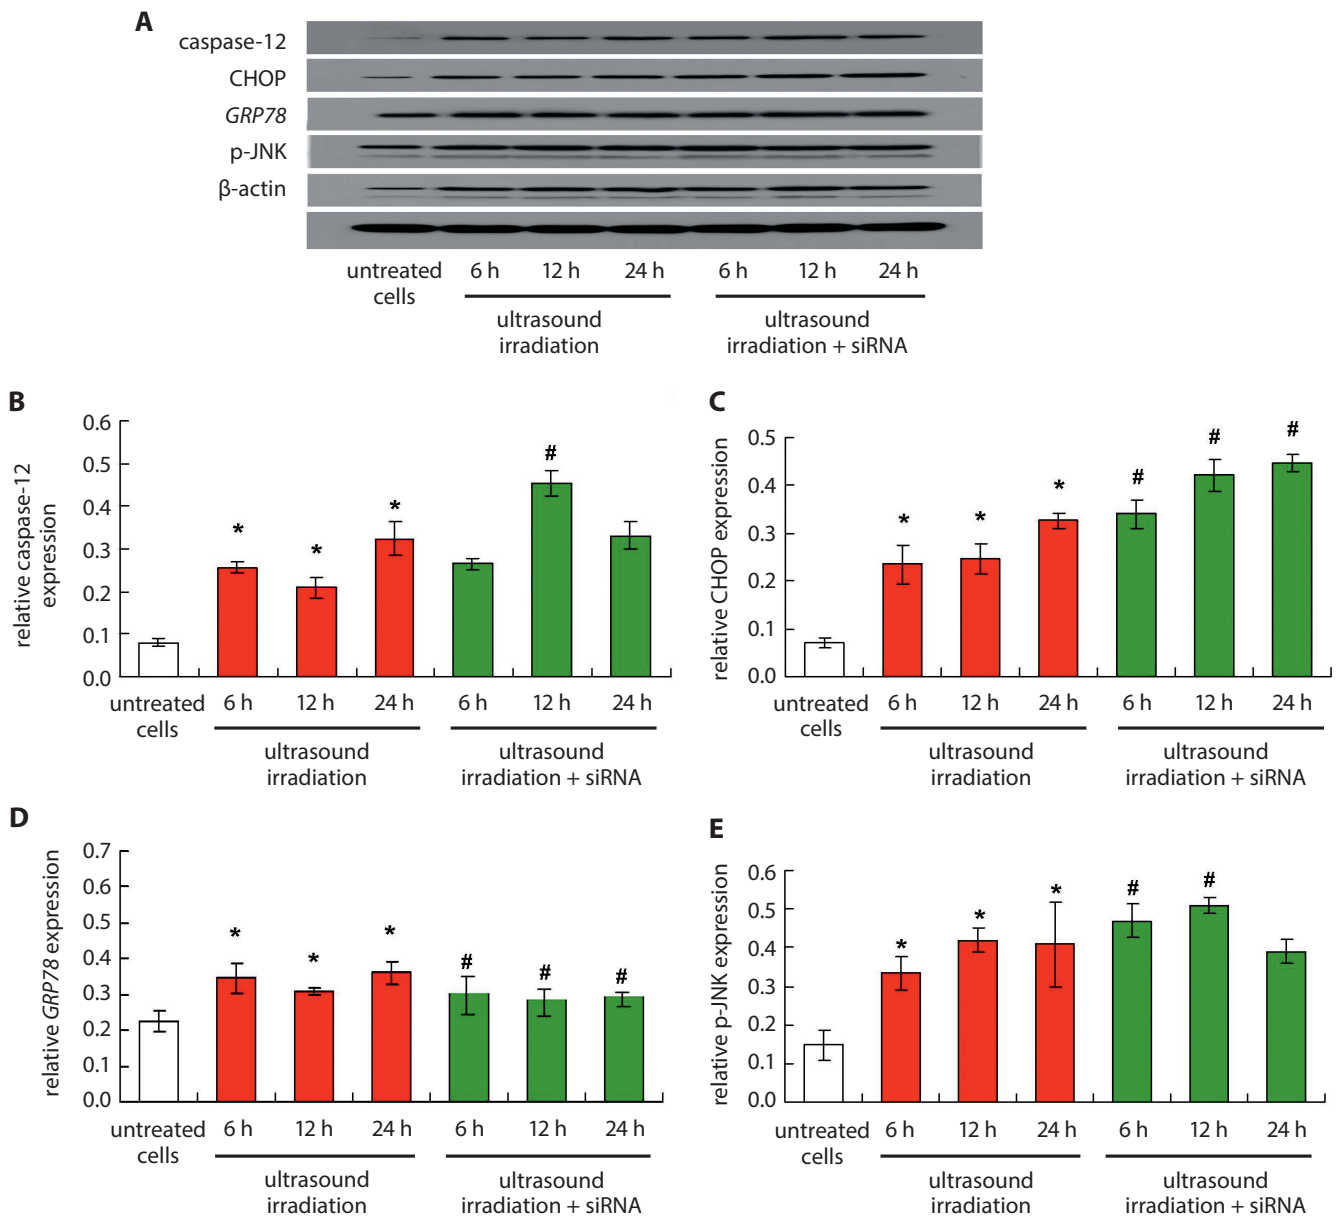 A
caspase-12
CHOP
GRP78
p-JNK
β-actin
untreated cells
6 h 12 h 24 h 6 h 12 h 24 h
ultrasound irradiation
ultrasound irradiation + siRNA
B
relative caspase-12 expression
0.6
0.5
0.4
0.3
0.2
0.1
0.0
* * * #
untreated cells
6 h 12 h 24 h 6 h 12 h 24 h
ultrasound irradiation
ultrasound irradiation + siRNA
C
relative CHOP expression
0.5
0.4
0.3
0.2
0.1
0.0
* * * # # #
untreated cells
6 h 12 h 24 h 6 h 12 h 24 h
ultrasound irradiation
ultrasound irradiation + siRNA
D
relative GRP78 expression
0.7
0.6
0.5
0.4
0.3
0.2
0.1
0.0
* * * # # #
untreated cells
6 h 12 h 24 h 6 h 12 h 24 h
ultrasound irradiation
ultrasound irradiation + siRNA
E
relative p-JNK expression
0.6
0.5
0.4
0.3
0.2
0.1
0.0
* * * # #
untreated cells
6 h 12 h 24 h 6 h 12 h 24 h
ultrasound irradiation
ultrasound irradiation + siRNA